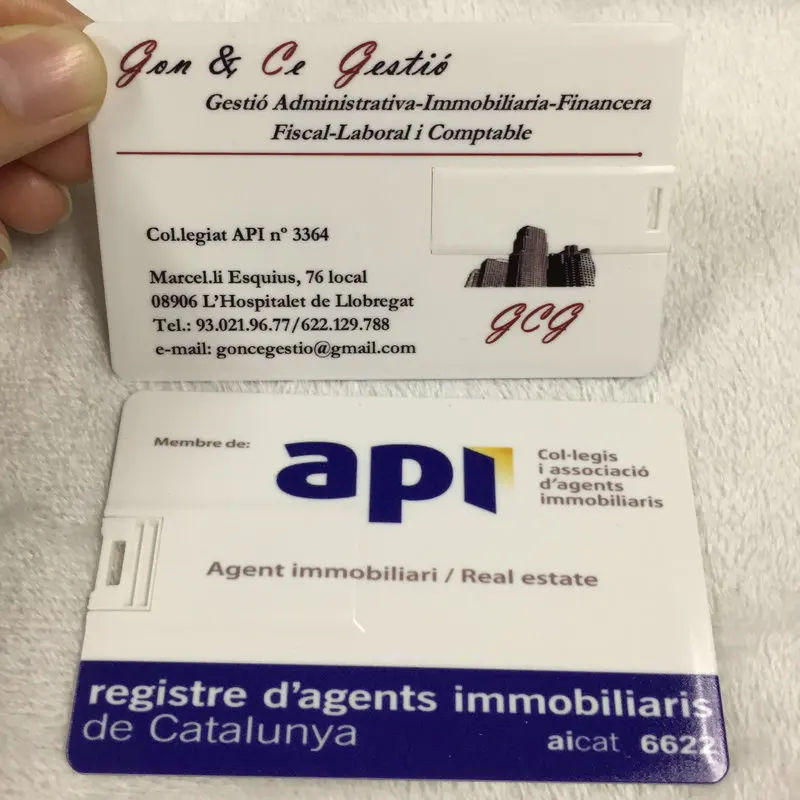 Gon & Ce Gestió
Gestió Administrativa-Immobiliaria-Financera
Fiscal-Laboral i Comptable
Col.legiat API nº 3364
Marcel.li Esquius, 76 local
08906 L'Hospitalet de Llobregat
Tel.: 93.021.96.77/622.129.788
e-mail: goncegestio@gmail.com
GCG
Membre de:
api
Col·legis
i associació
d'agents
immobiliaris
Agent immobiliari / Real estate
registre d'agents immobiliaris
de Catalunya
aicat 6622